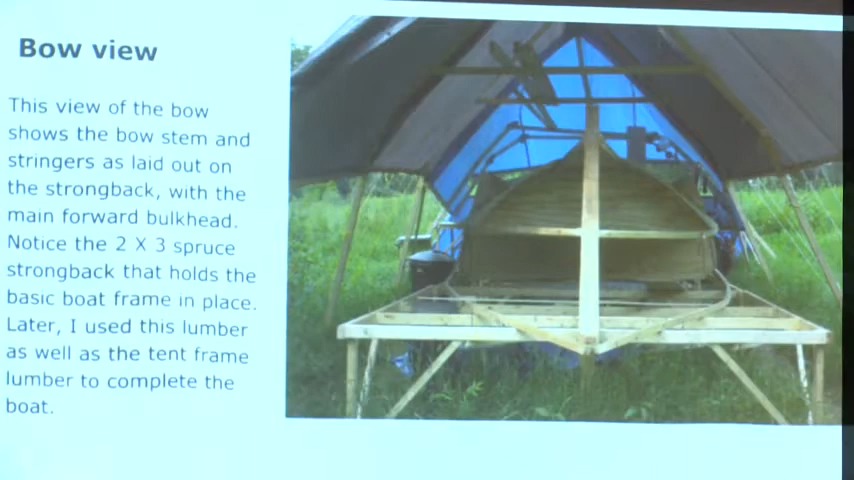 Bow view
This view of the bow
shows the bow stem and
stringers as laid out on
the strongback, with the
main forward bulkhead.
Notice the 2 X 3 spruce
strongback that holds the
basic boat frame in place.
Later, I used this lumber
as well as the tent frame
lumber to complete the
boat.